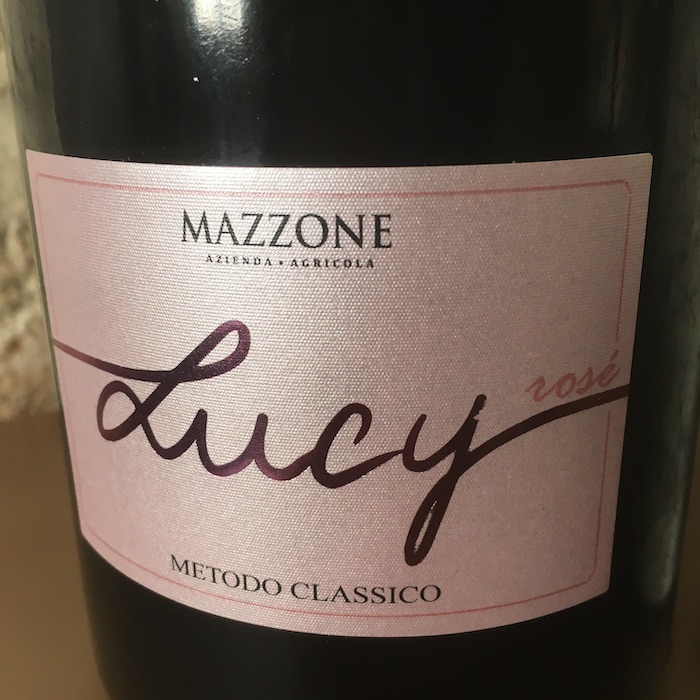 MAZZONE
AZIENDA • AGRICOLA
Lucy
rosé
METODO CLASSICO